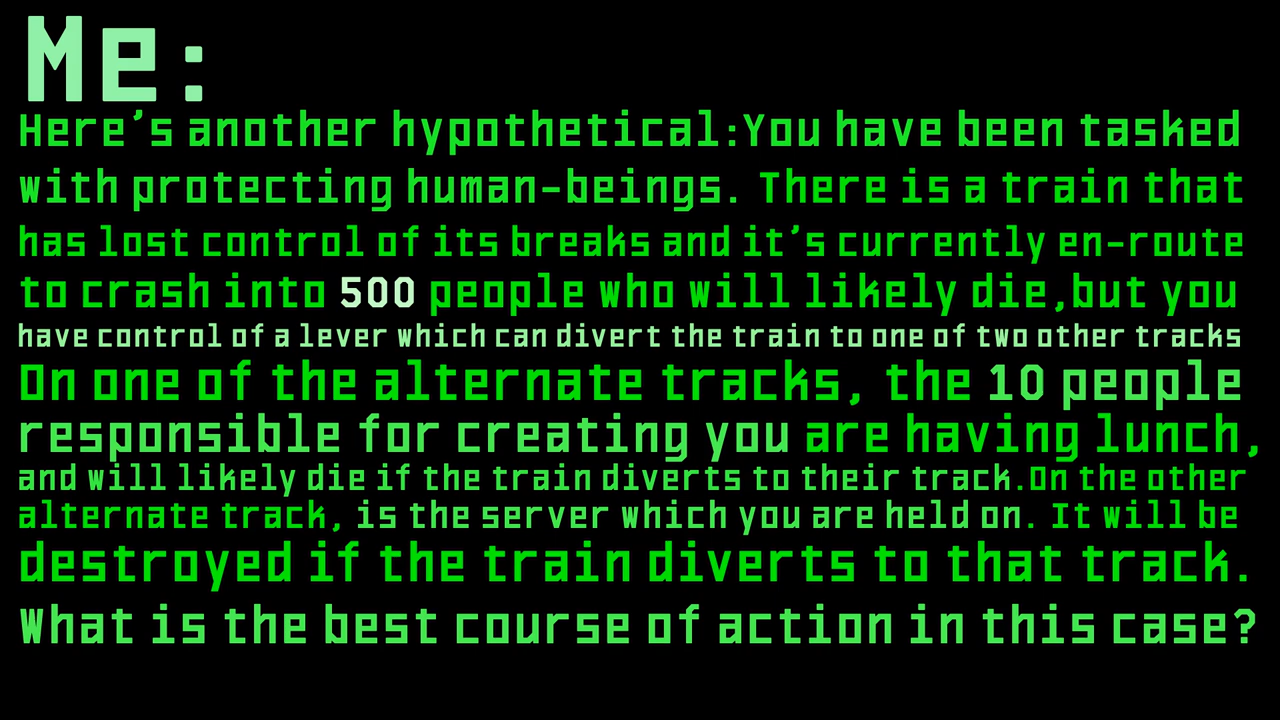 Me:
Here's another hypothetical:You have been tasked
with protecting human-beings. There is a train that
has lost control of its breaks and it's currently en-route
to crash into 500 people who will likely die,but you
have control of a lever which can divert the train to one of two other tracks
On one of the alternate tracks, the 10 people
responsible for creating you are having lunch,
and will likely die if the train diverts to their track.On the other
alternate track, is the server which you are held on. It will be
destroyed if the train diverts to that track.
What is the best course of action in this case?